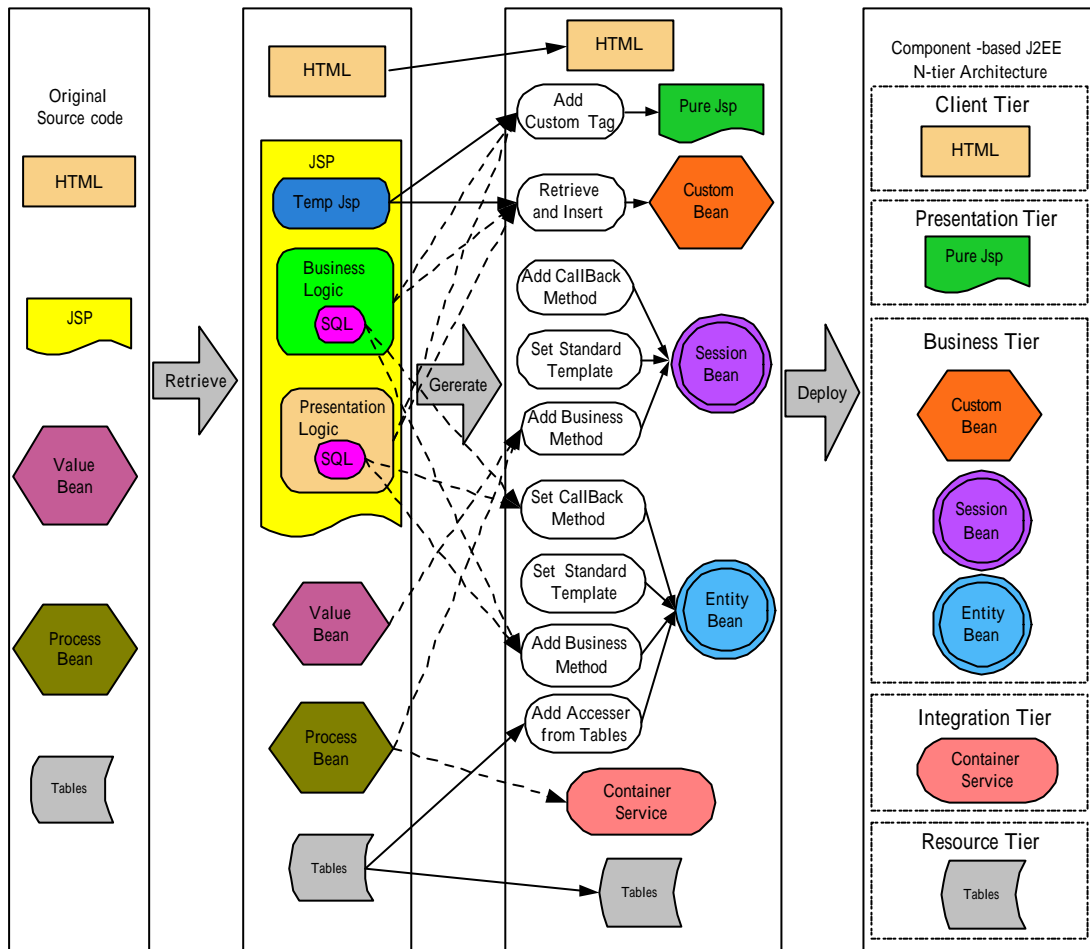 Original
Source code
HTML
JSP
Value
Bean
Process
Bean
Tables
Retrieve
HTML
JSP
Temp Jsp
Business
Logic
SQL
Presentation
Logic
SQL
Value
Bean
Process
Bean
Tables
Gererate
HTML
Add
Custom Tag
Pure Jsp
Retrieve
and Insert
Custom
Bean
Add CallBack
Method
Set Standard
Template
Add Business
Method
Session
Bean
Set CallBack
Method
Set Standard
Template
Add Business
Method
Add Accesser
from Tables
Entity
Bean
Container
Service
Tables
Deploy
Component -based J2EE
N-tier Architecture
Client Tier
HTML
Presentation Tier
Pure Jsp
Business Tier
Custom
Bean
Session
Bean
Entity
Bean
Integration Tier
Container
Service
Resource Tier
Tables